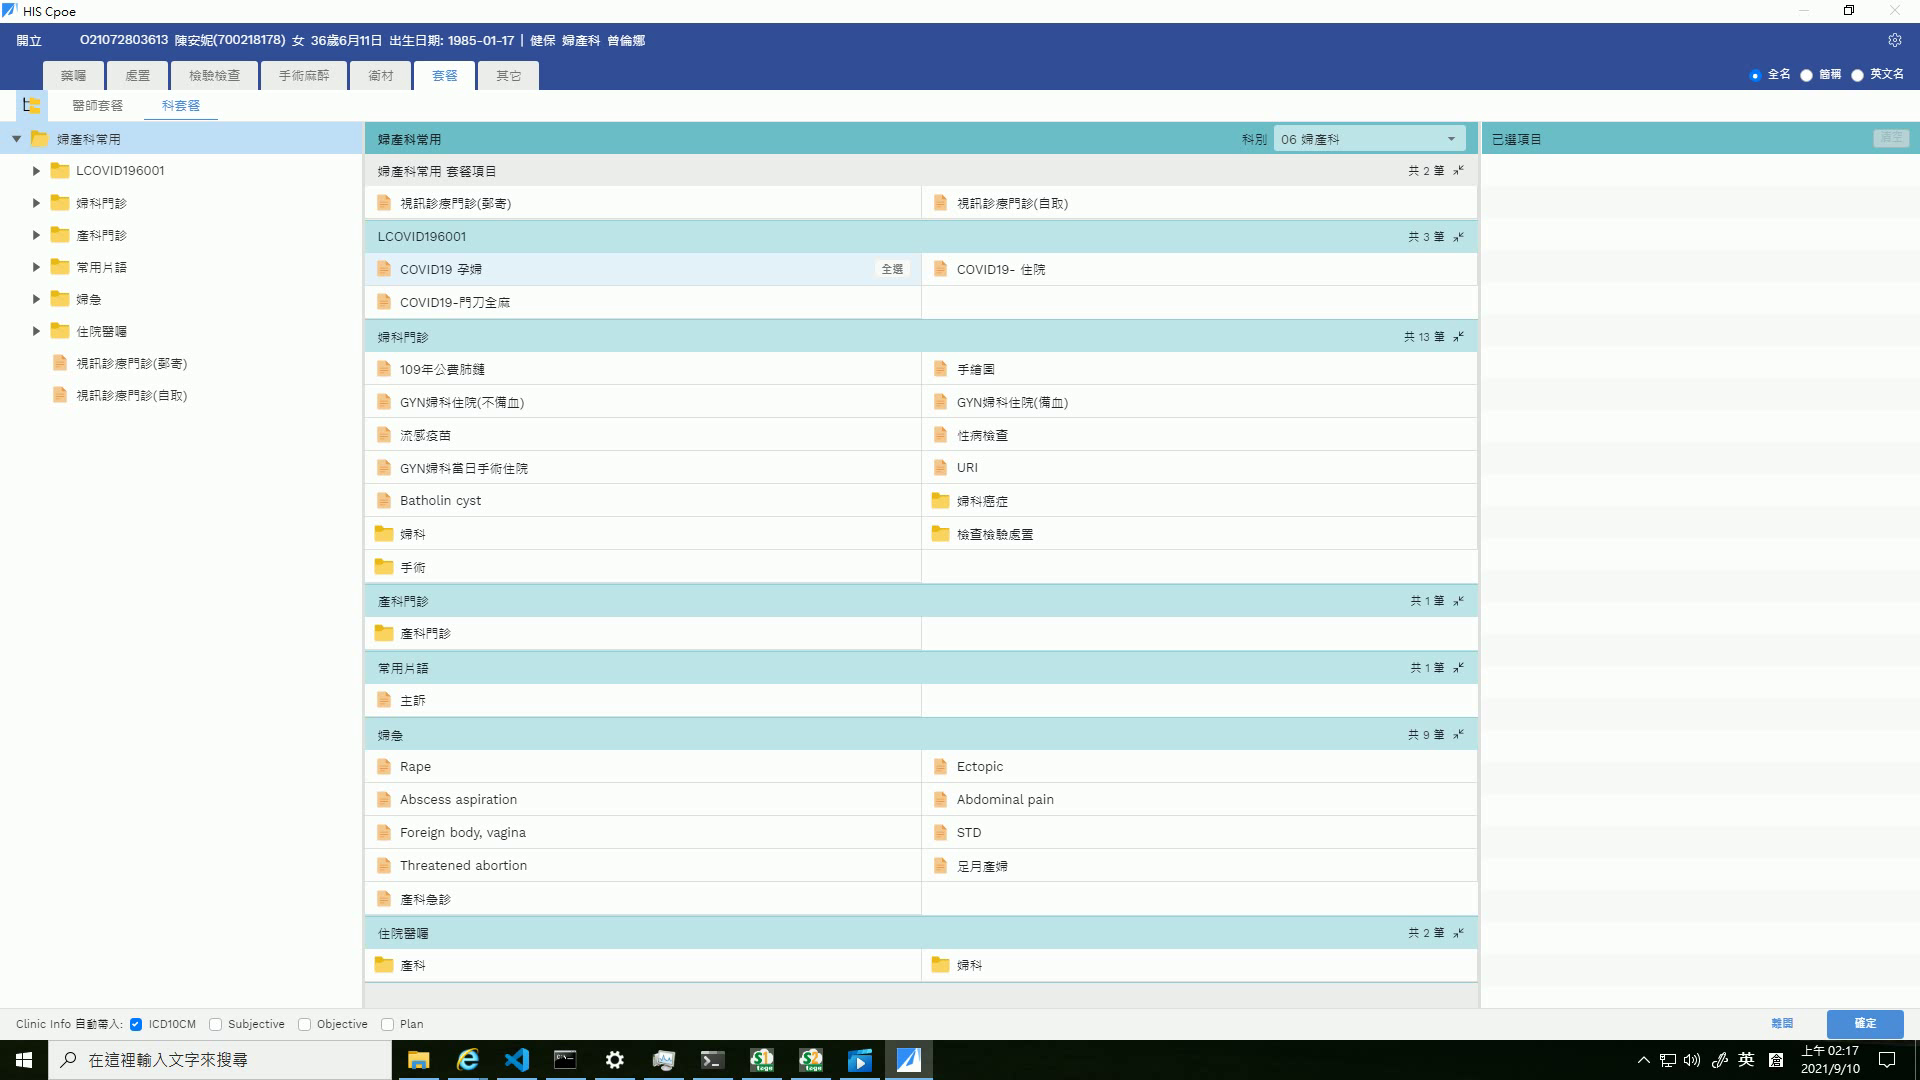 HIS Cpoe
開立 O21072803613 陳安妮(700218178) 女 36歲6月11日 出生日期: 1985-01-17 | 健保 婦產科 曾倫娜
藥囑 處置 檢驗檢查 手術麻醉 衛材 套餐 其它
全名 簡稱 英文名
醫師套餐 科套餐
婦產科常用
LCOVID196001
婦科門診
產科門診
常用片語
婦急
住院醫囑
視訊診療門診(郵寄)
視訊診療門診(自取)
婦產科常用 科別 06 婦產科
婦產科常用 套餐項目 共 2 筆
視訊診療門診(郵寄) 視訊診療門診(自取)
LCOVID196001 共 3 筆
COVID19 孕婦 全選 COVID19- 住院
COVID19-門刀全麻
婦科門診 共 13 筆
109年公費肺鏈 手繪圖
GYN婦科住院(不備血) GYN婦科住院(備血)
流感疫苗 性病檢查
GYN婦科當日手術住院 URI
Batholin cyst 婦科癌症
婦科 檢查檢驗處置
手術
產科門診 共 1 筆
產科門診
常用片語 共 1 筆
主訴
婦急 共 9 筆
Rape Ectopic
Abscess aspiration Abdominal pain
Foreign body, vagina STD
Threatened abortion 足月產婦
產科急診
住院醫囑 共 2 筆
產科 婦科
已選項目 清空
Clinic Info 自動帶入: ICD10CM Subjective Objective Plan
離開 確定
在這裡輸入文字來搜尋
英 上午 02:17
2021/9/10